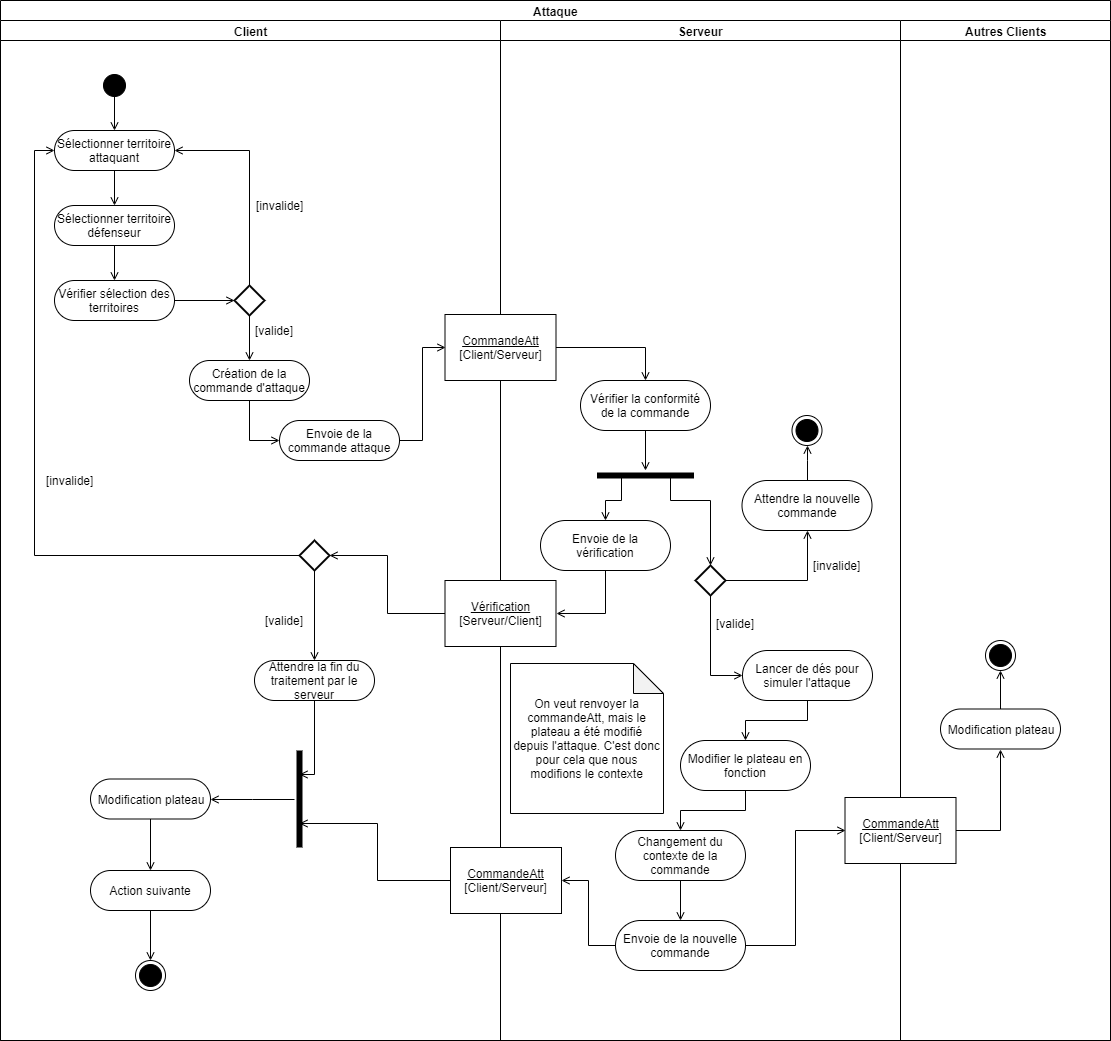 Attaque
Client
Serveur
Autres Clients
Sélectionner territoire
attaquant
[invalide]
Sélectionner territoire
défenseur
Vérifier sélection des
territoires
[valide]
Création de la
commande d'attaque
Envoie de la
commande attaque
CommandeAtt
[Client/Serveur]
Vérifier la conformité
de la commande
[invalide]
Attendre la nouvelle
commande
Envoie de la
vérification
[invalide]
Vérification
[Serveur/Client]
[valide]
[valide]
Attendre la fin du
traitement par le
serveur
Lancer de dés pour
simuler l'attaque
On veut renvoyer la
commandeAtt, mais le
plateau a été modifié
depuis l'attaque. C'est donc
pour cela que nous
modifions le contexte
Modification plateau
Modifier le plateau en
fonction
Modification plateau
Changement du
contexte de la
commande
CommandeAtt
[Client/Serveur]
CommandeAtt
[Client/Serveur]
Action suivante
Envoie de la nouvelle
commande